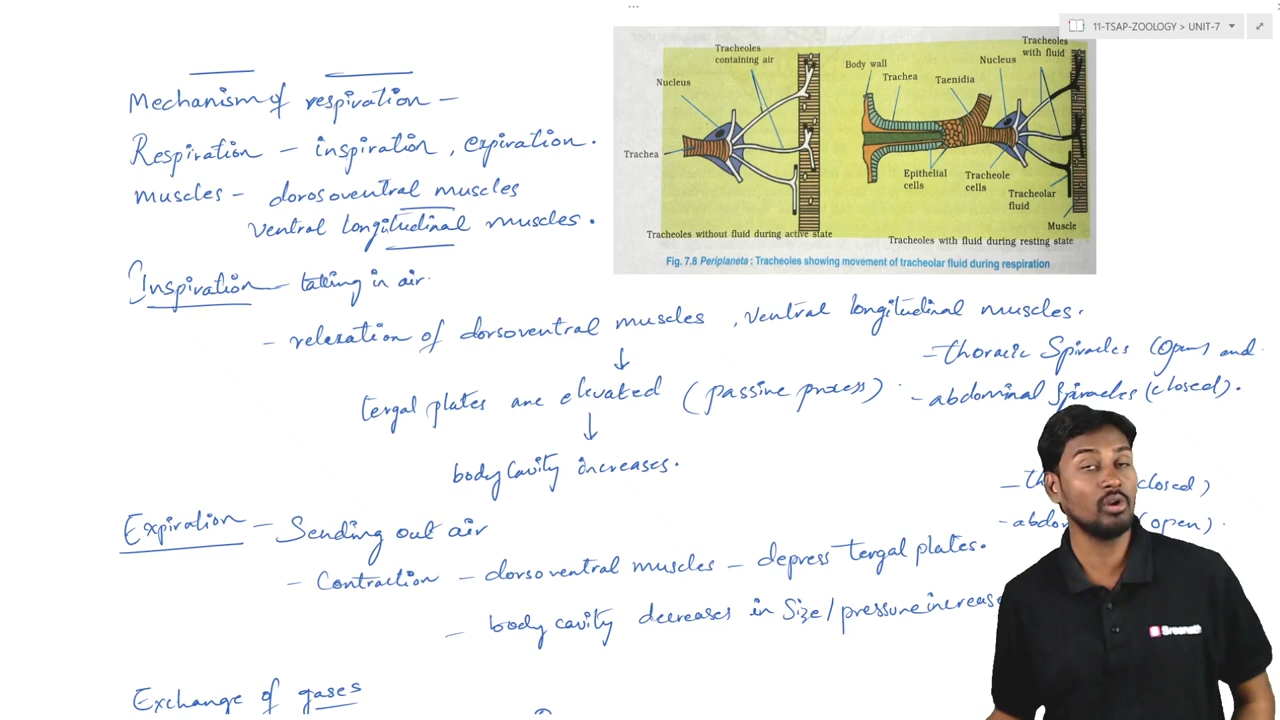 ...
11-TSAP-ZOOLOGY > UNIT-7
Mechanism of respiration –
Respiration – inspiration, expiration.
muscles – dorosoventral muscles
ventral longitudinal muscles.
Tracheoles
containing air
Nucleus
Trachea
Tracheoles without fluid during active state
Body wall
Trachea
Taenidia
Nucleus
Tracheoles
with fluid
Epithelial
cells
Tracheole
cells
Tracheolar
fluid
Muscle
Tracheoles with fluid during resting state
Fig. 7.8 Periplaneta : Tracheoles showing movement of tracheolar fluid during respiration
Inspiration – taking in air.
– relaxation of dorsoventral muscles, ventral longitudinal muscles.
↓
– thoracic Spiracles (open) and
tergal plates are elevated (passive process).
– abdominal spiracles (closed).
↓
body cavity increases.
– closed)
– (open).
Expiration – Sending out air
– Contraction – dorsoventral muscles – depress tergal plates.
– body cavity decreases in size/pressure
Exchange of gases